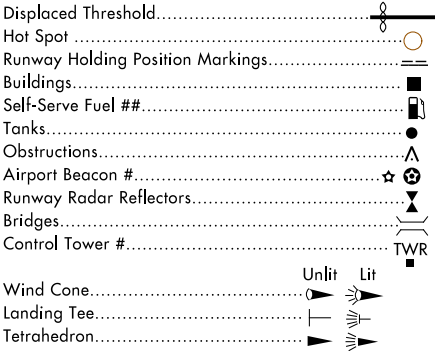 Displaced Threshold
Hot Spot
Runway Holding Position Markings
Buildings
Self-Serve Fuel ##
Tanks
Obstructions
Airport Beacon #
Runway Radar Reflectors
Bridges
Control Tower # TWR
Unlit Lit
Wind Cone
Landing Tee
Tetrahedron